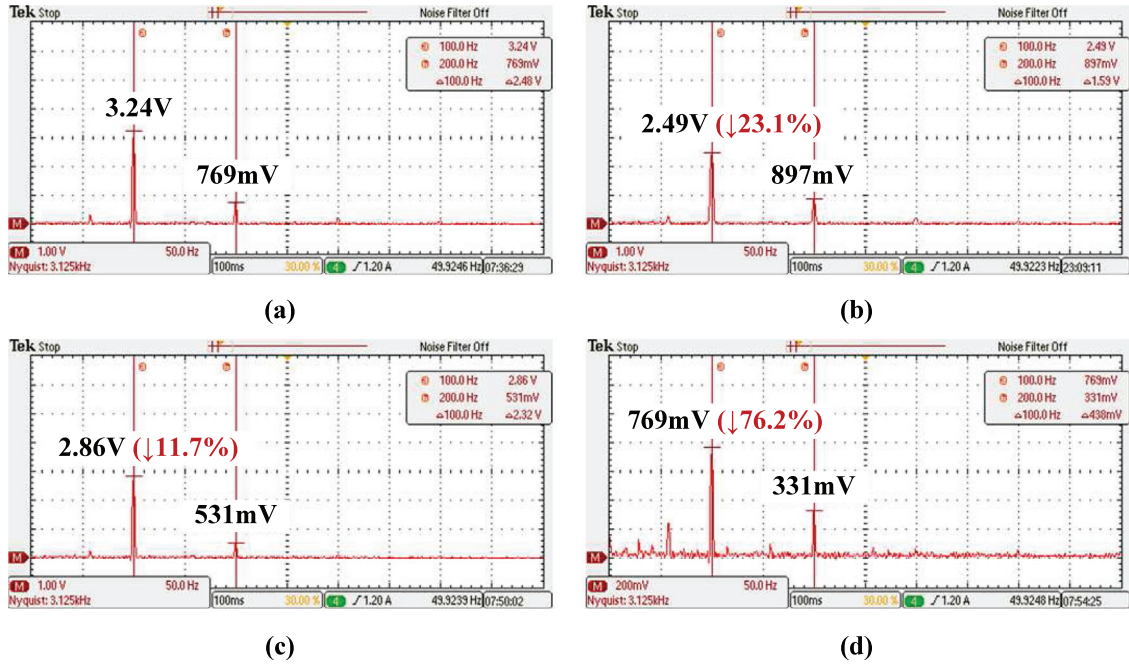 Tek Stop Noise Filter Off
a 100.0 Hz 3.24 V
b 200.0 Hz 769mV
△100.0 Hz △2.48 V
3.24V
769mV
M
M 1.00 V 50.0 Hz
Nyquist: 3.125kHz 100ms 30.00 % 4 ∫ 1.20 A 49.9246 Hz 07:36:29
(a)
Tek Stop Noise Filter Off
a 100.0 Hz 2.49 V
b 200.0 Hz 897mV
△100.0 Hz △1.59 V
2.49V (↓23.1%)
897mV
M
M 1.00 V 50.0 Hz
Nyquist: 3.125kHz 100ms 30.00 % 4 ∫ 1.20 A 49.9223 Hz 23:09:11
(b)
Tek Stop Noise Filter Off
a 100.0 Hz 2.86 V
b 200.0 Hz 531mV
△100.0 Hz △2.32 V
2.86V (↓11.7%)
531mV
M
M 1.00 V 50.0 Hz
Nyquist: 3.125kHz 100ms 30.00 % 4 ∫ 1.20 A 49.9239 Hz 07:50:02
(c)
Tek Stop Noise Filter Off
a 100.0 Hz 769mV
b 200.0 Hz 331mV
△100.0 Hz △438mV
769mV (↓76.2%)
331mV
M
M 200mV 50.0 Hz
Nyquist: 3.125kHz 100ms 30.00 % 4 ∫ 1.20 A 49.9248 Hz 07:54:25
(d)